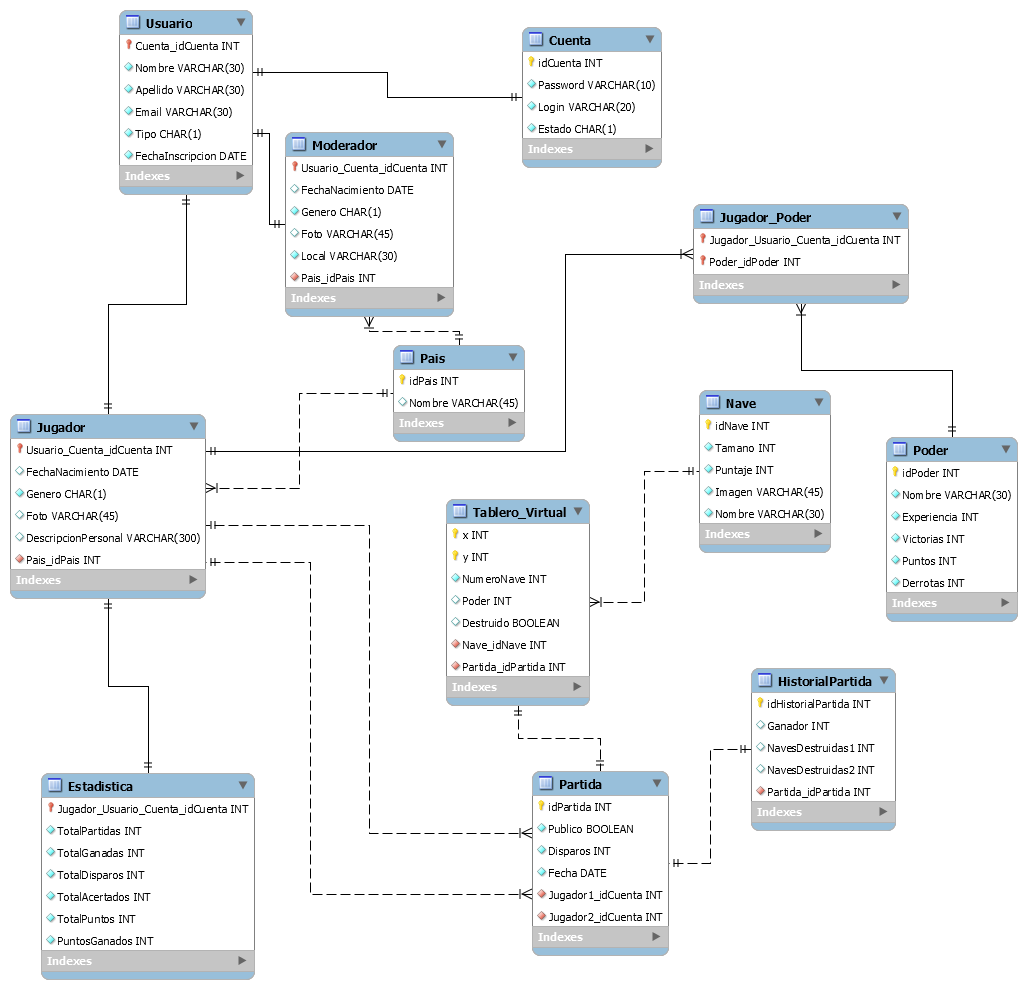 Usuario
Cuenta_idCuenta INT
Nombre VARCHAR(30)
Apellido VARCHAR(30)
Email VARCHAR(30)
Tipo CHAR(1)
FechaInscripcion DATE
Indexes
Cuenta
idCuenta INT
Password VARCHAR(10)
Login VARCHAR(20)
Estado CHAR(1)
Indexes
Moderador
Usuario_Cuenta_idCuenta INT
FechaNacimiento DATE
Genero CHAR(1)
Foto VARCHAR(45)
Local VARCHAR(30)
Pais_idPais INT
Indexes
Jugador_Poder
Jugador_Usuario_Cuenta_idCuenta INT
Poder_idPoder INT
Indexes
Pais
idPais INT
Nombre VARCHAR(45)
Indexes
Nave
idNave INT
Tamano INT
Puntaje INT
Imagen VARCHAR(45)
Nombre VARCHAR(30)
Indexes
Jugador
Usuario_Cuenta_idCuenta INT
FechaNacimiento DATE
Genero CHAR(1)
Foto VARCHAR(45)
DescripcionPersonal VARCHAR(300)
Pais_idPais INT
Indexes
Poder
idPoder INT
Nombre VARCHAR(30)
Experiencia INT
Victorias INT
Puntos INT
Derrotas INT
Indexes
Tablero_Virtual
x INT
y INT
NumeroNave INT
Poder INT
Destruido BOOLEAN
Nave_idNave INT
Partida_idPartida INT
Indexes
HistorialPartida
idHistorialPartida INT
Ganador INT
NavesDestruidas1 INT
NavesDestruidas2 INT
Partida_idPartida INT
Indexes
Estadistica
Jugador_Usuario_Cuenta_idCuenta INT
TotalPartidas INT
TotalGanadas INT
TotalDisparos INT
TotalAcertados INT
TotalPuntos INT
PuntosGanados INT
Indexes
Partida
idPartida INT
Publico BOOLEAN
Disparos INT
Fecha DATE
Jugador1_idCuenta INT
Jugador2_idCuenta INT
Indexes